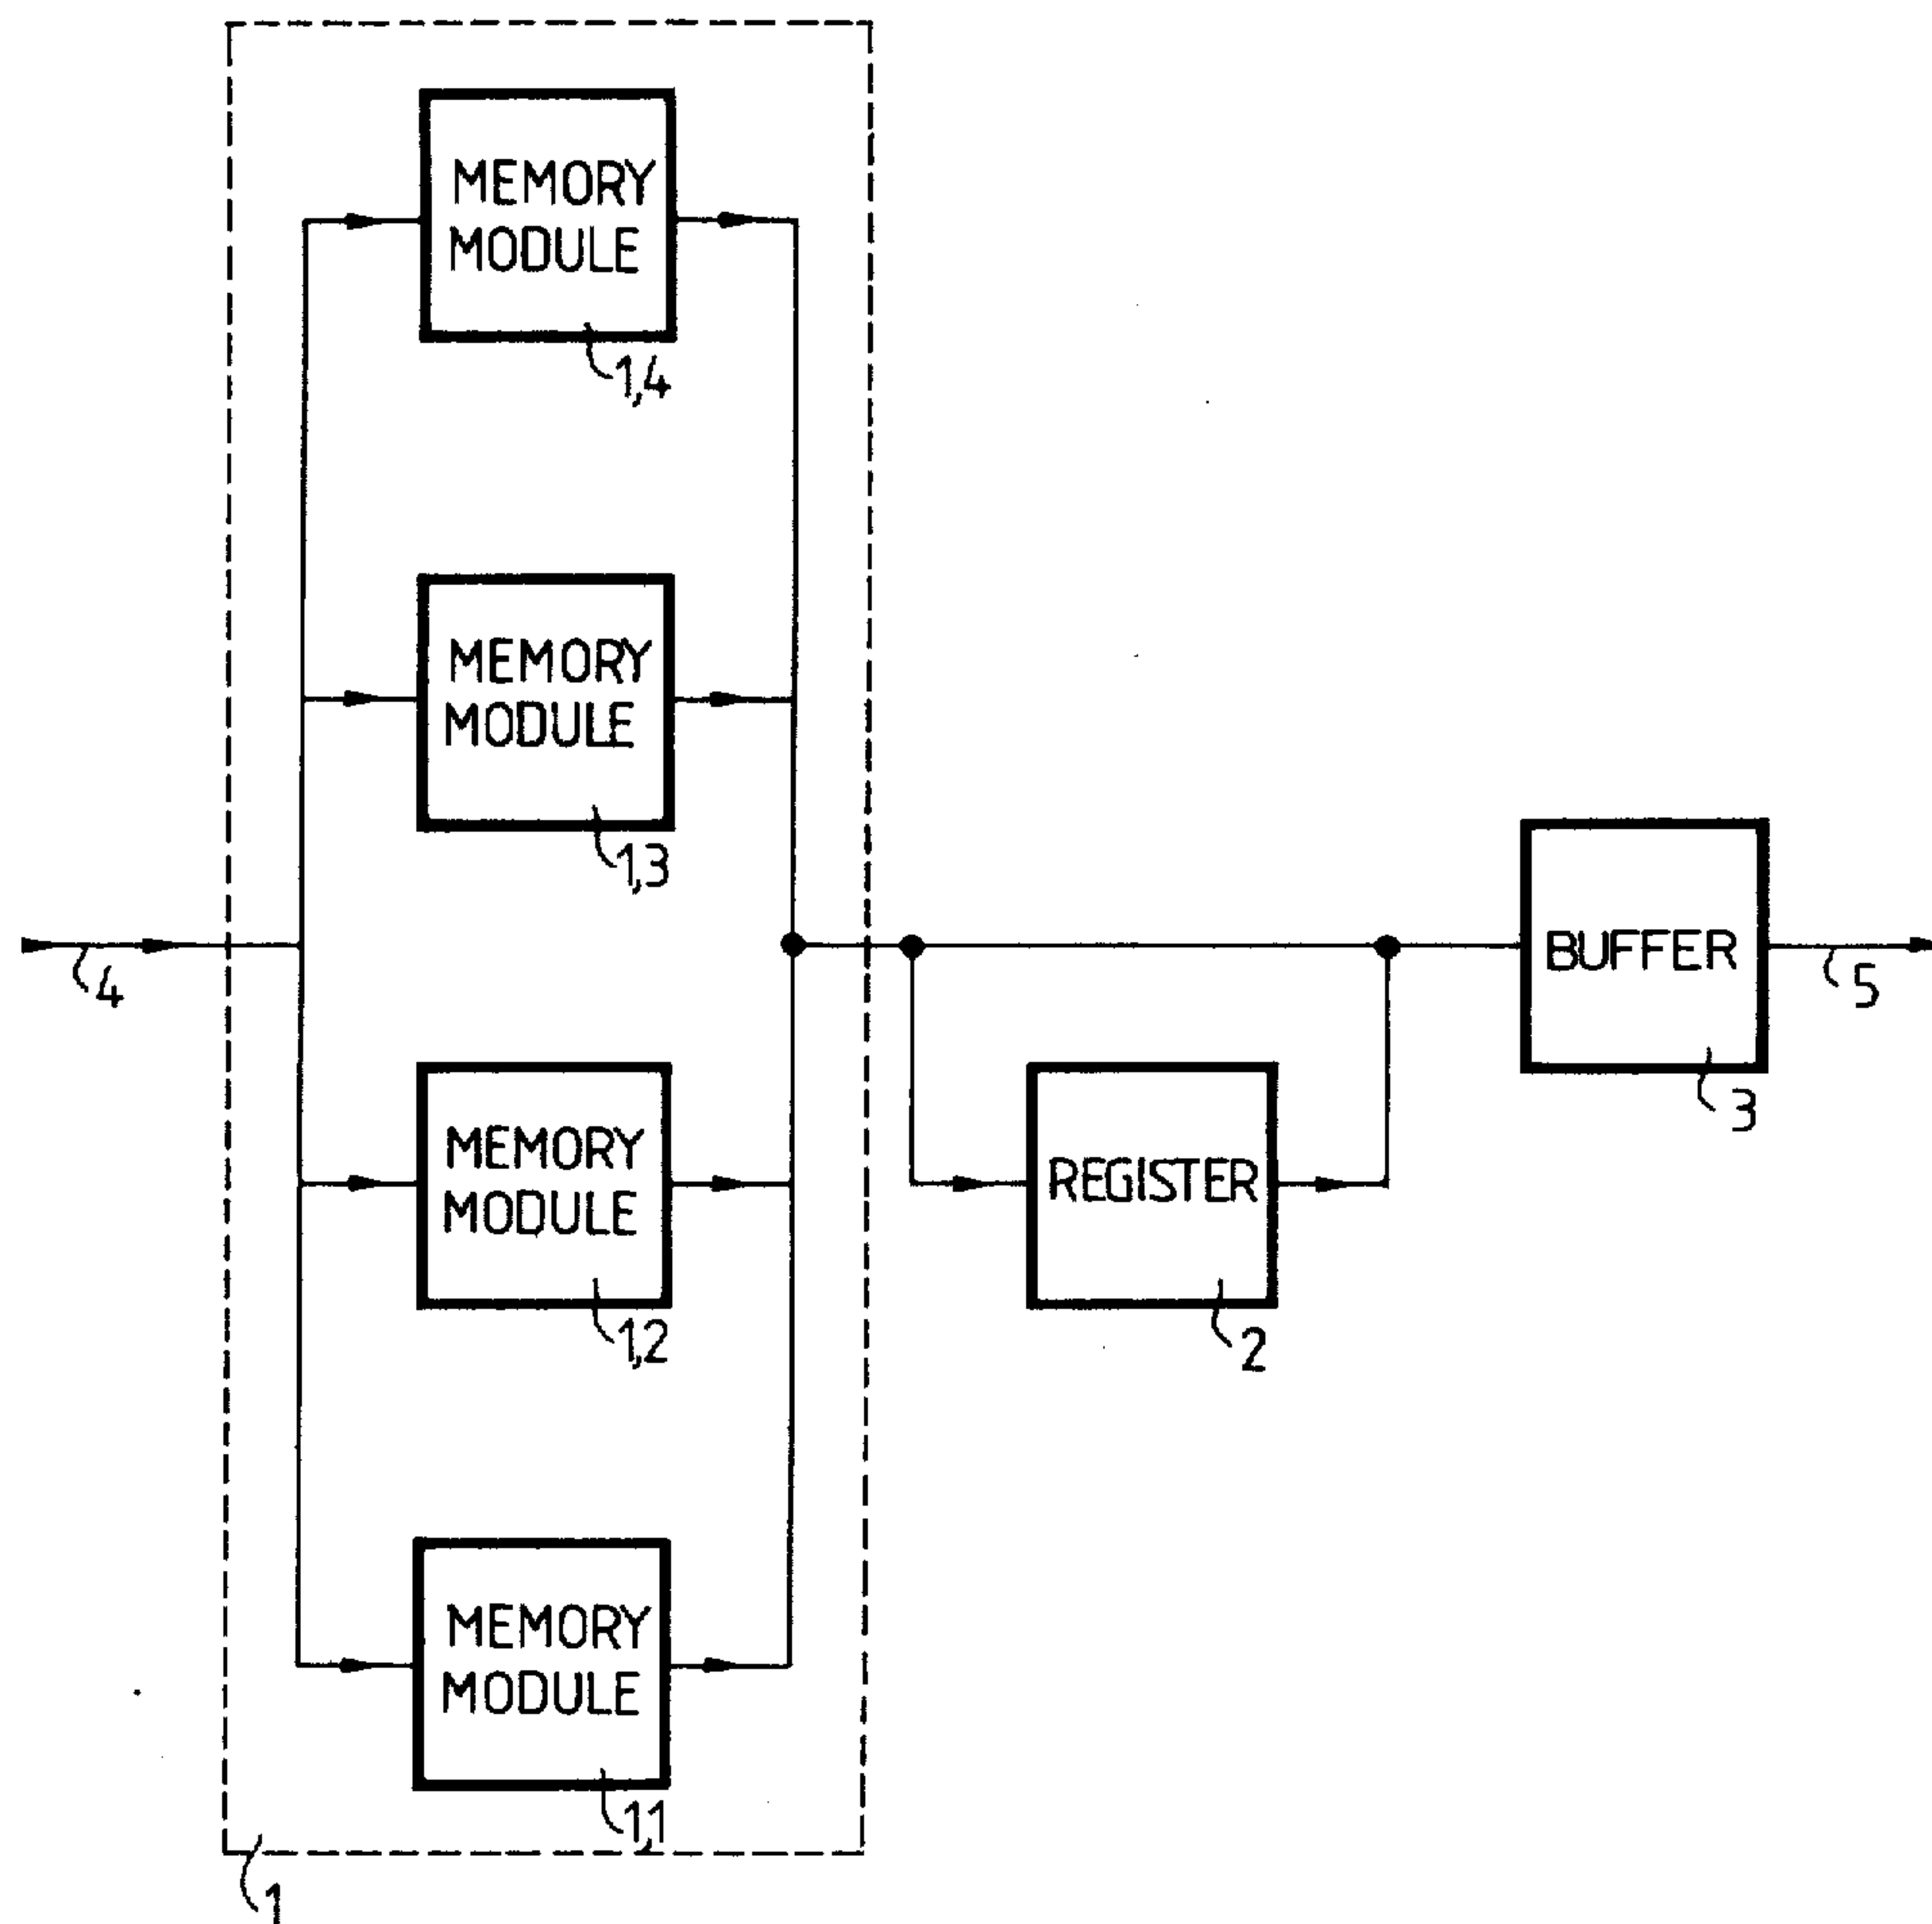 MEMORY
MODULE
1,4
MEMORY
MODULE
1,3
4
BUFFER
5
3
MEMORY
MODULE
1,2
REGISTER
2
MEMORY
MODULE
1,1
1